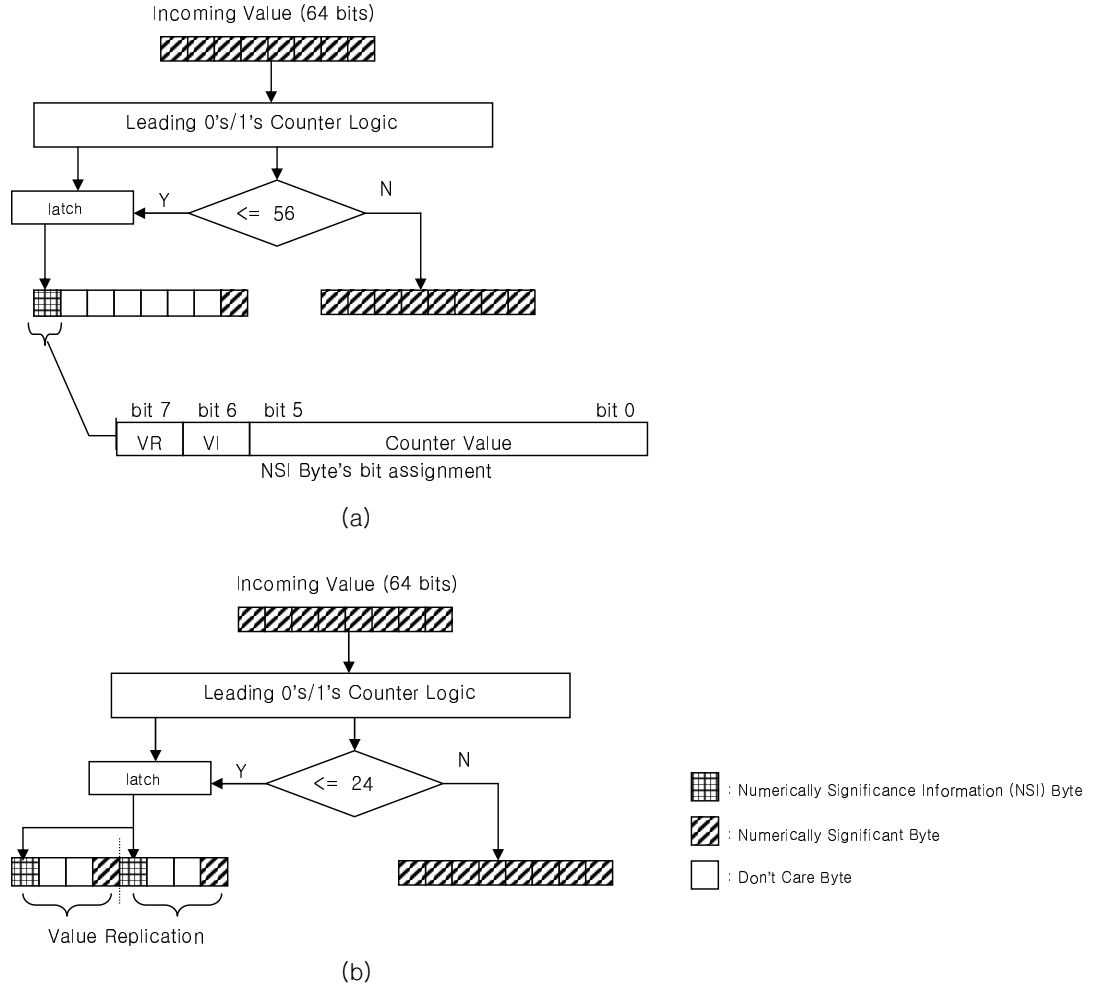 Incoming Value (64 bits)
Leading 0's/1's Counter Logic
latch
Y
<= 56
N
bit 7
bit 6
bit 5
bit 0
VR
VI
Counter Value
NSI Byte's bit assignment
(a)
Incoming Value (64 bits)
Leading 0's/1's Counter Logic
latch
Y
<= 24
N
: Numerically Significance Information (NSI) Byte
: Numerically Significant Byte
: Don't Care Byte
Value Replication
(b)